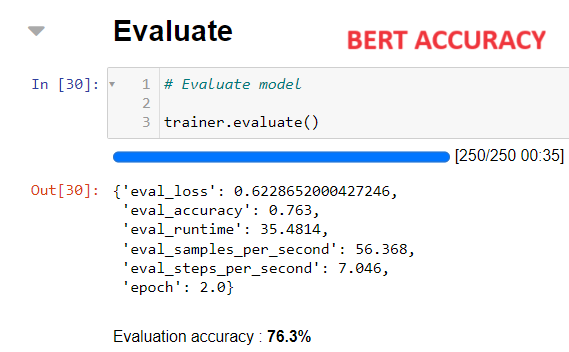 Evaluate
BERT ACCURACY
In [30]:
1 # Evaluate model
2
3 trainer.evaluate()
[250/250 00:35]
Out[30]: {'eval_loss': 0.6228652000427246,
'eval_accuracy': 0.763,
'eval_runtime': 35.4814,
'eval_samples_per_second': 56.368,
'eval_steps_per_second': 7.046,
'epoch': 2.0}
Evaluation accuracy : 76.3%